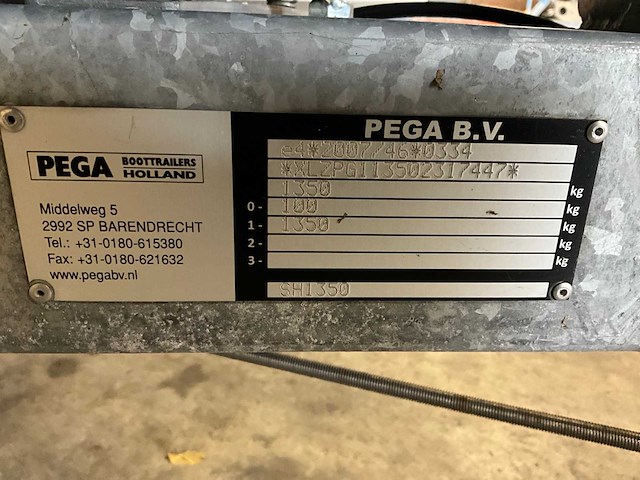 PEGA BOOTTRAILERS
HOLLAND
Middelweg 5
2992 SP BARENDRECHT
Tel.: +31-0180-615380
Fax: +31-0180-621632
www.pegabv.nl
PEGA B.V.
e4*2007/46*0334
*XLZPG113502317447*
1350 kg
0- 100 kg
1- 1350 kg
2- kg
3- kg
SH1350